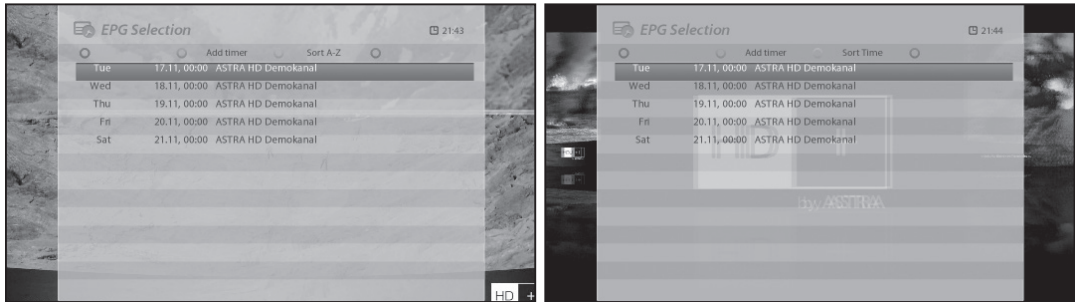 EPG Selection 21:43
Add timer Sort A-Z
Tue 17.11, 00:00 ASTRA HD Demokanal
Wed 18.11, 00:00 ASTRA HD Demokanal
Thu 19.11, 00:00 ASTRA HD Demokanal
Fri 20.11, 00:00 ASTRA HD Demokanal
Sat 21.11, 00:00 ASTRA HD Demokanal
HD +
EPG Selection 21:44
Add timer Sort Time
Tue 17.11, 00:00 ASTRA HD Demokanal
Wed 18.11, 00:00 ASTRA HD Demokanal
Thu 19.11, 00:00 ASTRA HD Demokanal
Fri 20.11, 00:00 ASTRA HD Demokanal
Sat 21.11, 00:00 ASTRA HD Demokanal
HD